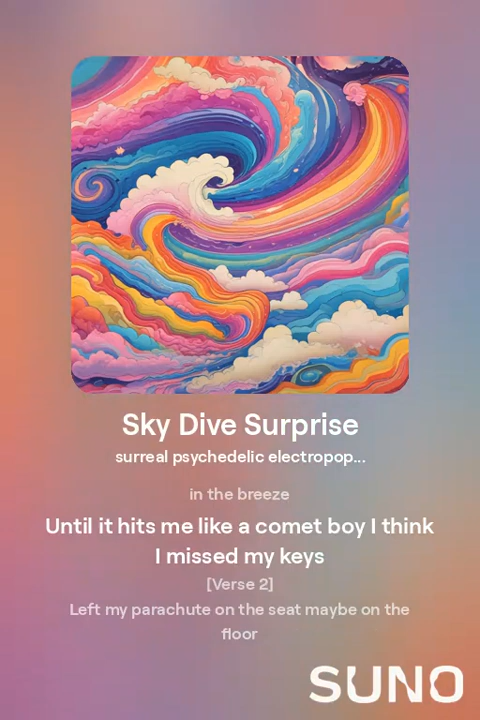 Sky Dive Surprise
surreal psychedelic electropop...
in the breeze
Until it hits me like a comet boy I think
I missed my keys
[Verse 2]
Left my parachute on the seat maybe on the
floor
SUNO